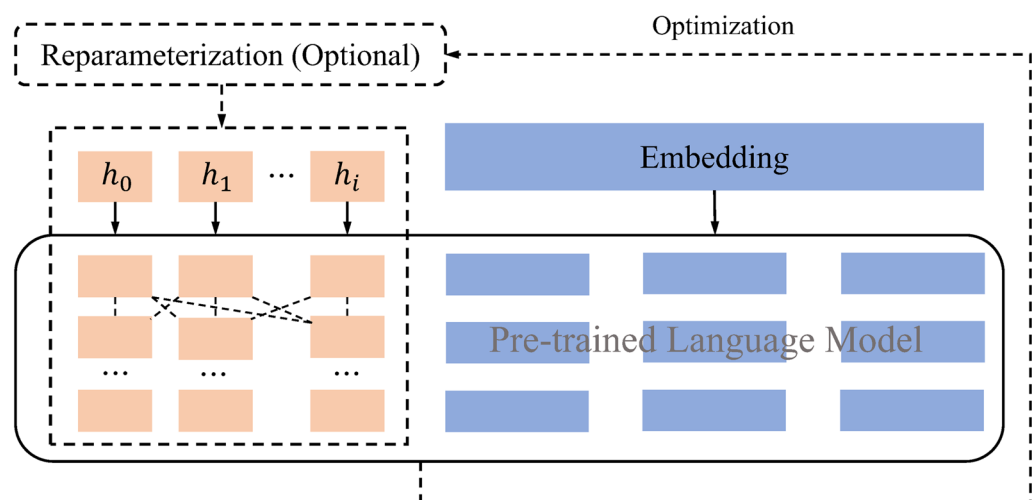 Optimization
Reparameterization (Optional)
h₀ h₁ ... hᵢ
Embedding
Pre-trained Language Model
... ... ...